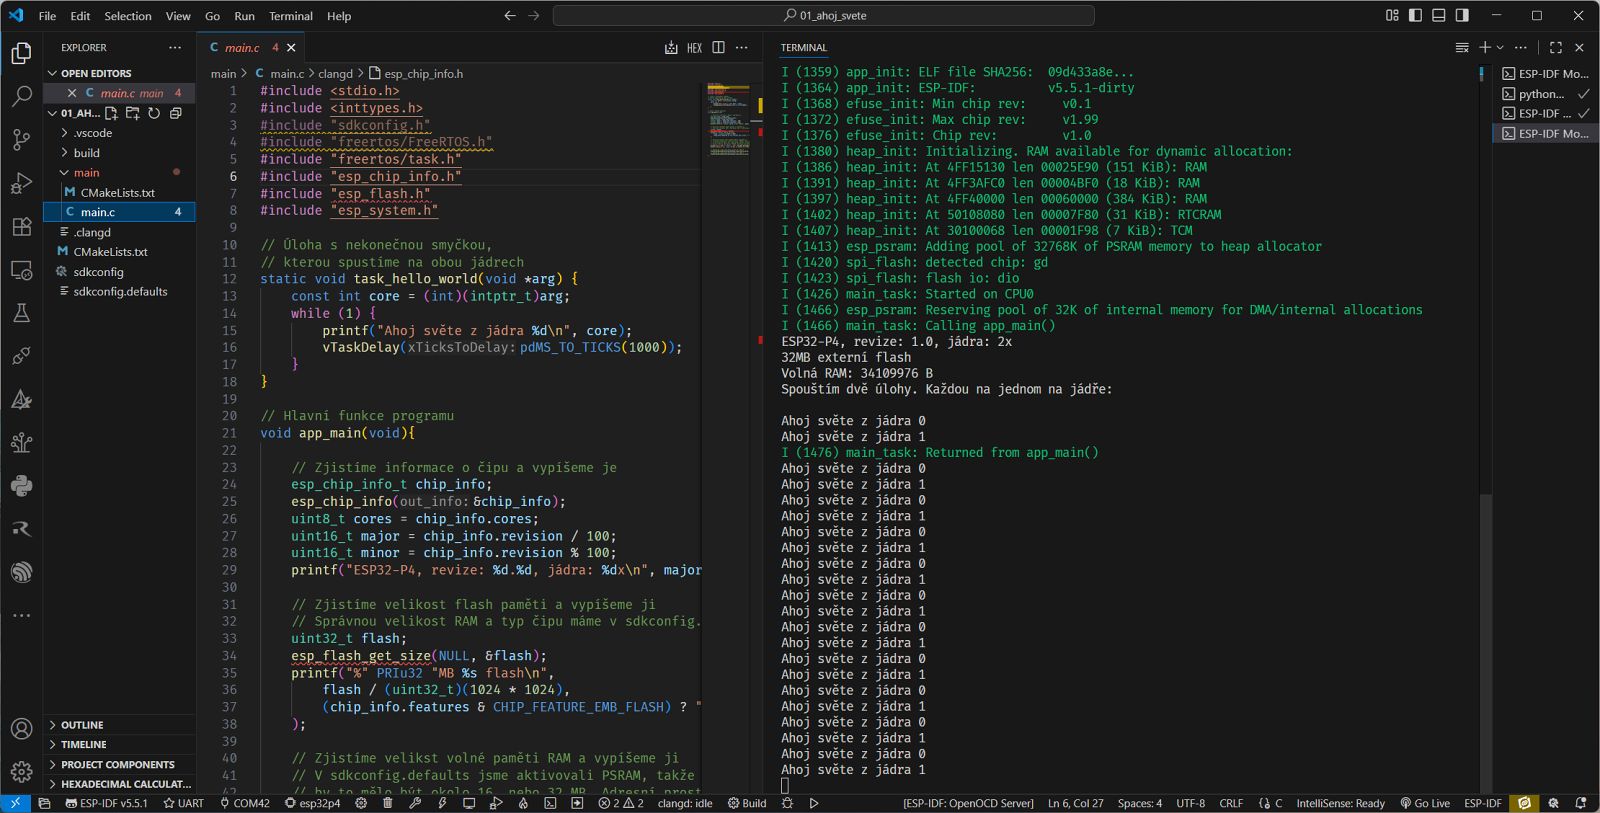 File Edit Selection View Go Run Terminal Help
01_ahoj_svete
EXPLORER
OPEN EDITORS
C main.c main 4
01_AH...
.vscode
build
main
CMakeLists.txt
C main.c 4
.clangd
CMakeLists.txt
sdkconfig
sdkconfig.defaults
OUTLINE
TIMELINE
PROJECT COMPONENTS
HEXADECIMAL CALCULAT...
C main.c 4
HEX
main > C main.c > clangd > esp_chip_info.h
1 #include <stdio.h>
2 #include <inttypes.h>
3 #include "sdkconfig.h"
4 #include "freertos/FreeRTOS.h"
5 #include "freertos/task.h"
6 #include "esp_chip_info.h"
7 #include "esp_flash.h"
8 #include "esp_system.h"
9
10 // Úloha s nekonečnou smyčkou,
11 // kterou spustíme na obou jádrech
12 static void task_hello_world(void *arg) {
13 const int core = (int)(intptr_t)arg;
14 while (1) {
15 printf("Ahoj světe z jádra %d\n", core);
16 vTaskDelay(xTicksToDelay: pdMS_TO_TICKS(1000));
17 }
18 }
19
20 // Hlavní funkce programu
21 void app_main(void){
22
23 // Zjistíme informace o čipu a vypíšeme je
24 esp_chip_info_t chip_info;
25 esp_chip_info(out_info: &chip_info);
26 uint8_t cores = chip_info.cores;
27 uint16_t major = chip_info.revision / 100;
28 uint16_t minor = chip_info.revision % 100;
29 printf("ESP32-P4, revize: %d.%d, jádra: %dx\n", major
30
31 // Zjistíme velikost flash paměti a vypíšeme ji
32 // Správnou velikost RAM a typ čipu máme v sdkconfig.
33 uint32_t flash;
34 esp_flash_get_size(NULL, &flash);
35 printf("%" PRIu32 "MB %s flash\n",
36 flash / (uint32_t)(1024 * 1024),
37 (chip_info.features & CHIP_FEATURE_EMB_FLASH) ? "
38 );
39
40 // Zjistíme velikst volné paměti RAM a vypíšeme ji
41 // V sdkconfig.defaults jsme aktivovali PSRAM, takže
42 // by to mělo být okolo 16, nebo 32 MB. Adresní prost
TERMINAL
I (1359) app_init: ELF file SHA256: 09d433a8e...
I (1364) app_init: ESP-IDF: v5.5.1-dirty
I (1368) efuse_init: Min chip rev: v0.1
I (1372) efuse_init: Max chip rev: v1.99
I (1376) efuse_init: Chip rev: v1.0
I (1380) heap_init: Initializing. RAM available for dynamic allocation:
I (1386) heap_init: At 4FF15130 len 00025E90 (151 KiB): RAM
I (1391) heap_init: At 4FF3AFC0 len 00004BF0 (18 KiB): RAM
I (1397) heap_init: At 4FF40000 len 00060000 (384 KiB): RAM
I (1402) heap_init: At 50108080 len 00007F80 (31 KiB): RTCRAM
I (1407) heap_init: At 30100068 len 00001F98 (7 KiB): TCM
I (1413) esp_psram: Adding pool of 32768K of PSRAM memory to heap allocator
I (1420) spi_flash: detected chip: gd
I (1423) spi_flash: flash io: dio
I (1426) main_task: Started on CPU0
I (1466) esp_psram: Reserving pool of 32K of internal memory for DMA/internal allocations
I (1466) main_task: Calling app_main()
ESP32-P4, revize: 1.0, jádra: 2x
32MB externí flash
Volná RAM: 34109976 B
Spouštím dvě úlohy. Každou na jednom na jádře:
Ahoj světe z jádra 0
Ahoj světe z jádra 1
I (1476) main_task: Returned from app_main()
Ahoj světe z jádra 0
Ahoj světe z jádra 1
Ahoj světe z jádra 0
Ahoj světe z jádra 1
Ahoj světe z jádra 0
Ahoj světe z jádra 1
Ahoj světe z jádra 0
Ahoj světe z jádra 1
Ahoj světe z jádra 0
Ahoj světe z jádra 1
Ahoj světe z jádra 0
Ahoj světe z jádra 1
Ahoj světe z jádra 0
Ahoj světe z jádra 1
Ahoj světe z jádra 0
Ahoj světe z jádra 1
Ahoj světe z jádra 0
Ahoj světe z jádra 1
Ahoj světe z jádra 0
Ahoj světe z jádra 1
ESP-IDF Mo...
python...
ESP-IDF ...
ESP-IDF Mo...
ESP-IDF v5.5.1 UART COM42 esp32p4 2 2 clangd: idle Build [ESP-IDF: OpenOCD Server] Ln 6, Col 27 Spaces: 4 UTF-8 CRLF C IntelliSense: Ready Go Live ESP-IDF